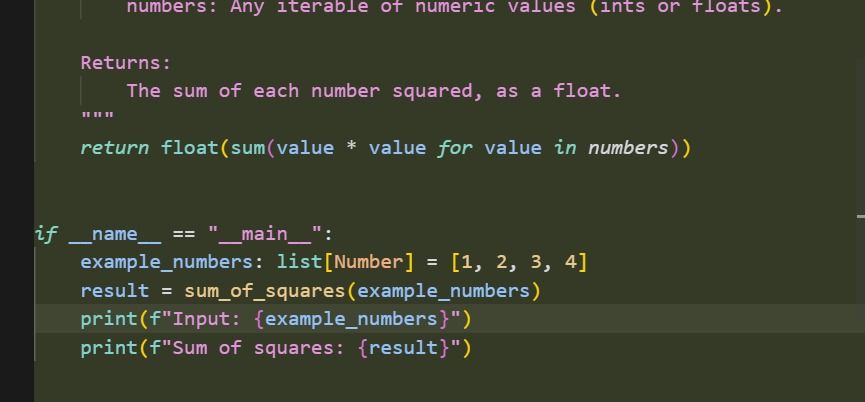 numbers: Any iterable of numeric values (ints or floats).
Returns:
The sum of each number squared, as a float.
"""
return float(sum(value * value for value in numbers))
if __name__ == "__main__":
example_numbers: list[Number] = [1, 2, 3, 4]
result = sum_of_squares(example_numbers)
print(f"Input: {example_numbers}")
print(f"Sum of squares: {result}")